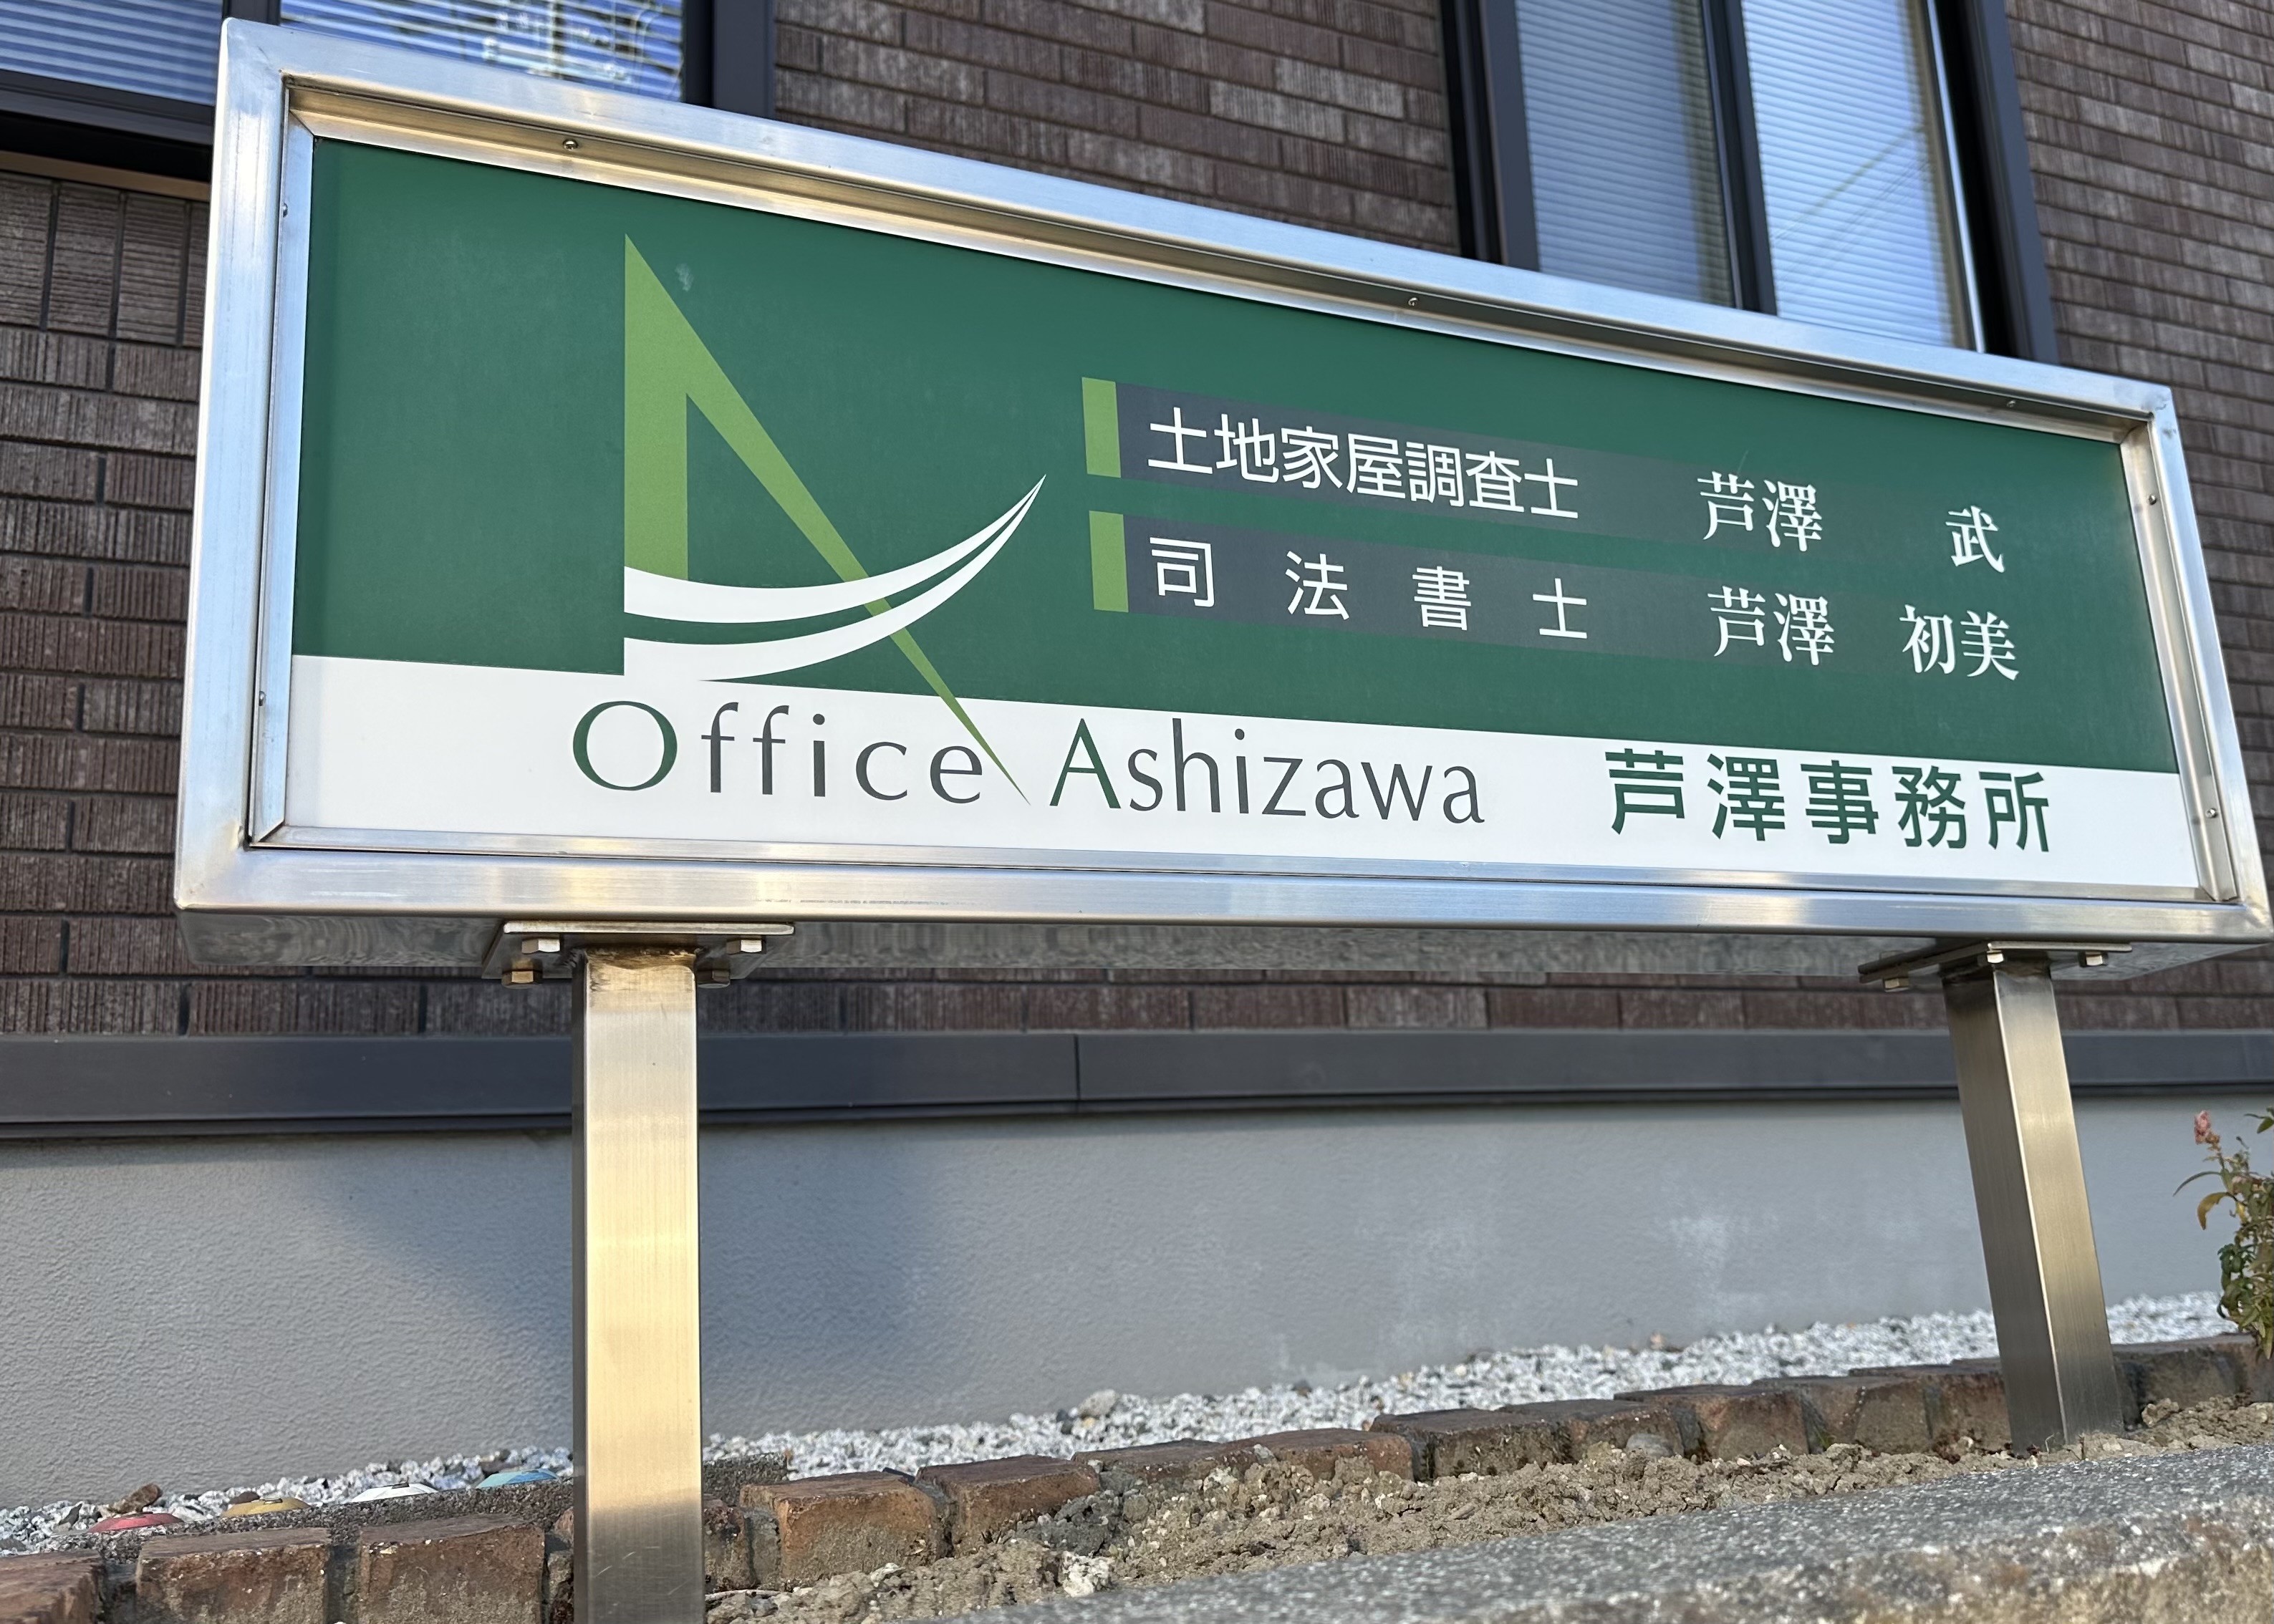 土地家屋調査士 芦澤 武
司法書士 芦澤 初美
Office Ashizawa 芦澤事務所